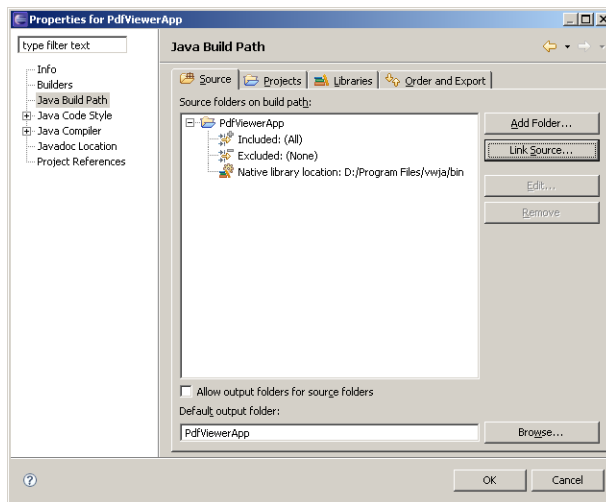 Properties for PdfViewerApp
type filter text
Info
Builders
Java Build Path
Java Code Style
Java Compiler
Javadoc Location
Project References
Java Build Path
Source
Projects
Libraries
Order and Export
Source folders on build path:
PdfViewerApp
Included: (All)
Excluded: (None)
Native library location: D:/Program Files/vwja/bin
Add Folder...
Link Source...
Edit...
Remove
Allow output folders for source folders
Default output folder:
PdfViewerApp
Browse...
?
OK
Cancel